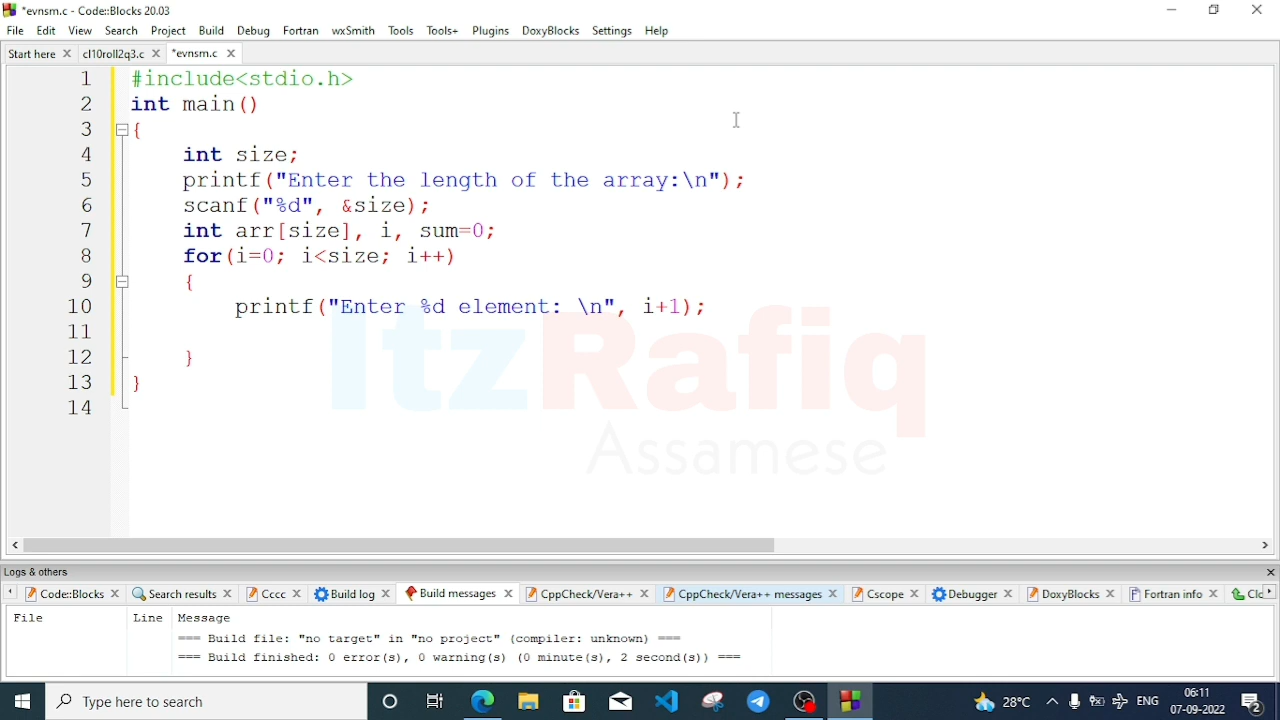 *evnsm.c - Code::Blocks 20.03
File Edit View Search Project Build Debug Fortran wxSmith Tools Tools+ Plugins DoxyBlocks Settings Help
Start here cl10roll2q3.c *evnsm.c
1 #include<stdio.h>
2 int main()
3 {
4 int size;
5 printf("Enter the length of the array:\n");
6 scanf("%d", &size);
7 int arr[size], i, sum=0;
8 for(i=0; i<size; i++)
9 {
10 printf("Enter %d element: \n", i+1);
11
12 }
13 }
14
ItzRafiq
Assamese
Logs & others
Code::Blocks Search results Cccc Build log Build messages CppCheck/Vera++ CppCheck/Vera++ messages Cscope Debugger DoxyBlocks Fortran info Clo
File Line Message
=== Build file: "no target" in "no project" (compiler: unknown) ===
=== Build finished: 0 error(s), 0 warning(s) (0 minute(s), 2 second(s)) ===
Type here to search
28°C ENG 06:11
07-09-2022 2